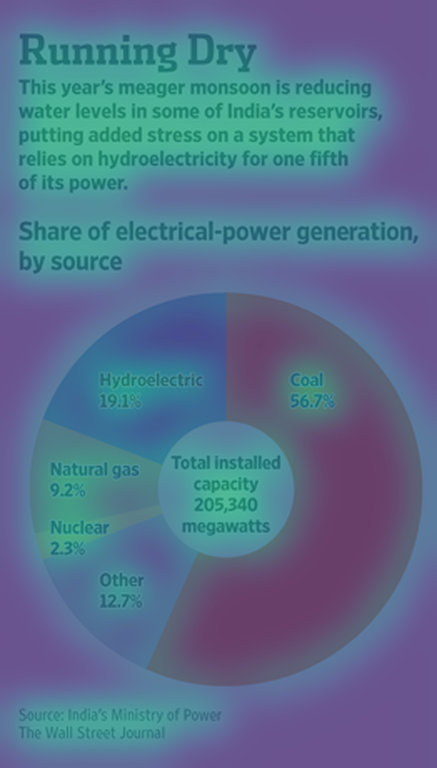 Running Dry
This year's meager monsoon is reducing
water levels in some of India's reservoirs,
putting added stress on a system that
relies on hydroelectricity for one fifth
of its power.
Share of electrical-power generation,
by source
Hydroelectric
19.1%
Coal
56.7%
Natural gas
9.2%
Total installed
capacity
205,340
megawatts
Nuclear
2.3%
Other
12.7%
Source: India's Ministry of Power
The Wall Street Journal